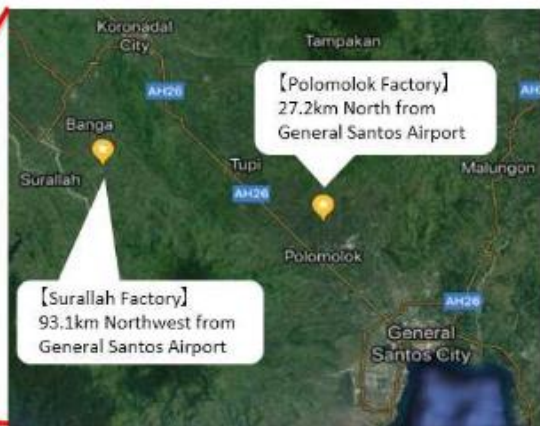 Koronadal
City
Tampakan
AH26
【Polomolok Factory】
27.2km North from
General Santos Airport
Banga
Surallah
Tupi
AH26
Malungon
Polomolok
【Surallah Factory】
93.1km Northwest from
General Santos Airport
AH26
General
Santos City